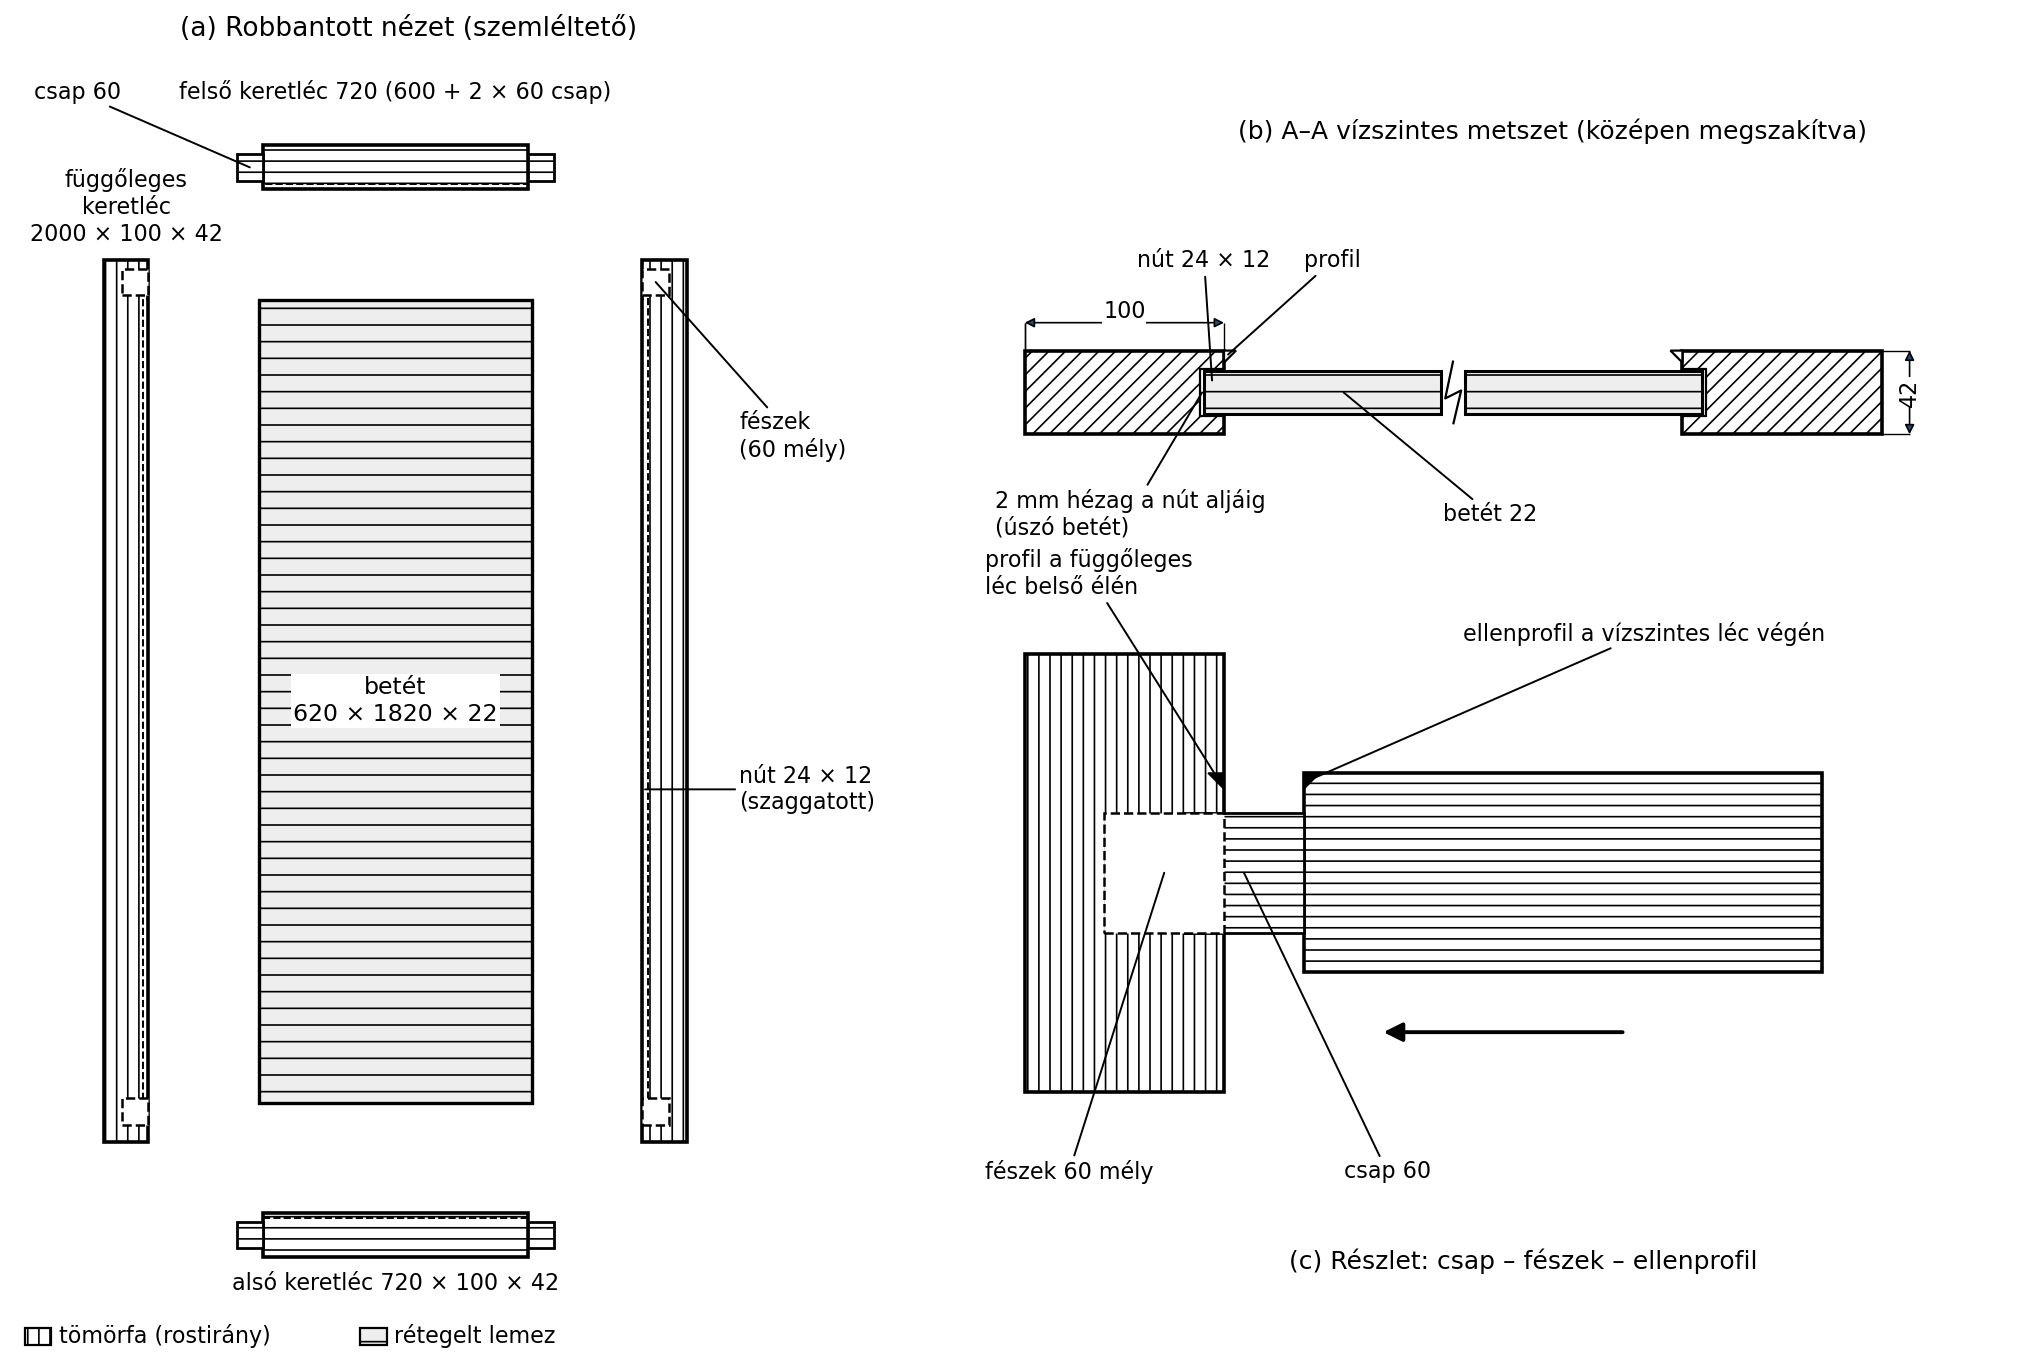 (a) Robbantott nézet (szemléltető)
csap 60
felső keretléc 720 (600 + 2 × 60 csap)
függőleges
keretléc
2000 × 100 × 42
fészek
(60 mély)
betét
620 × 1820 × 22
nút 24 × 12
(szaggatott)
alsó keretléc 720 × 100 × 42
tömörfa (rostirány)
rétegelt lemez
(b) A–A vízszintes metszet (középen megszakítva)
nút 24 × 12
profil
100
42
2 mm hézag a nút aljáig
(úszó betét)
betét 22
profil a függőleges
léc belső élén
ellenprofil a vízszintes léc végén
fészek 60 mély
csap 60
(c) Részlet: csap – fészek – ellenprofil